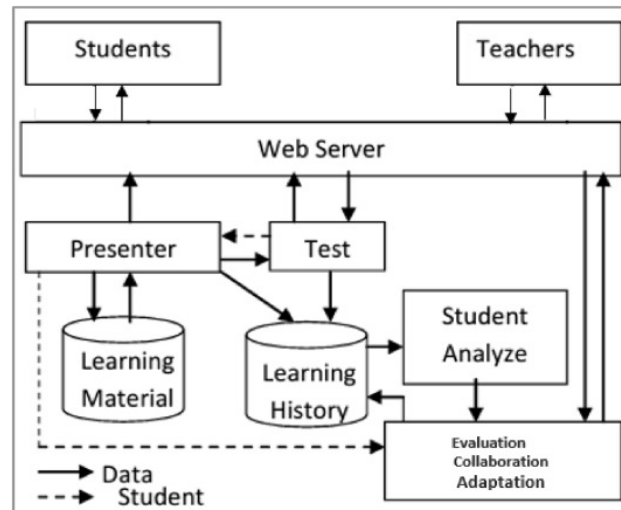 Students
Teachers
Web Server
Presenter
Test
Learning
Material
Learning
History
Student
Analyze
Evaluation
Collaboration
Adaptation
Data
Student